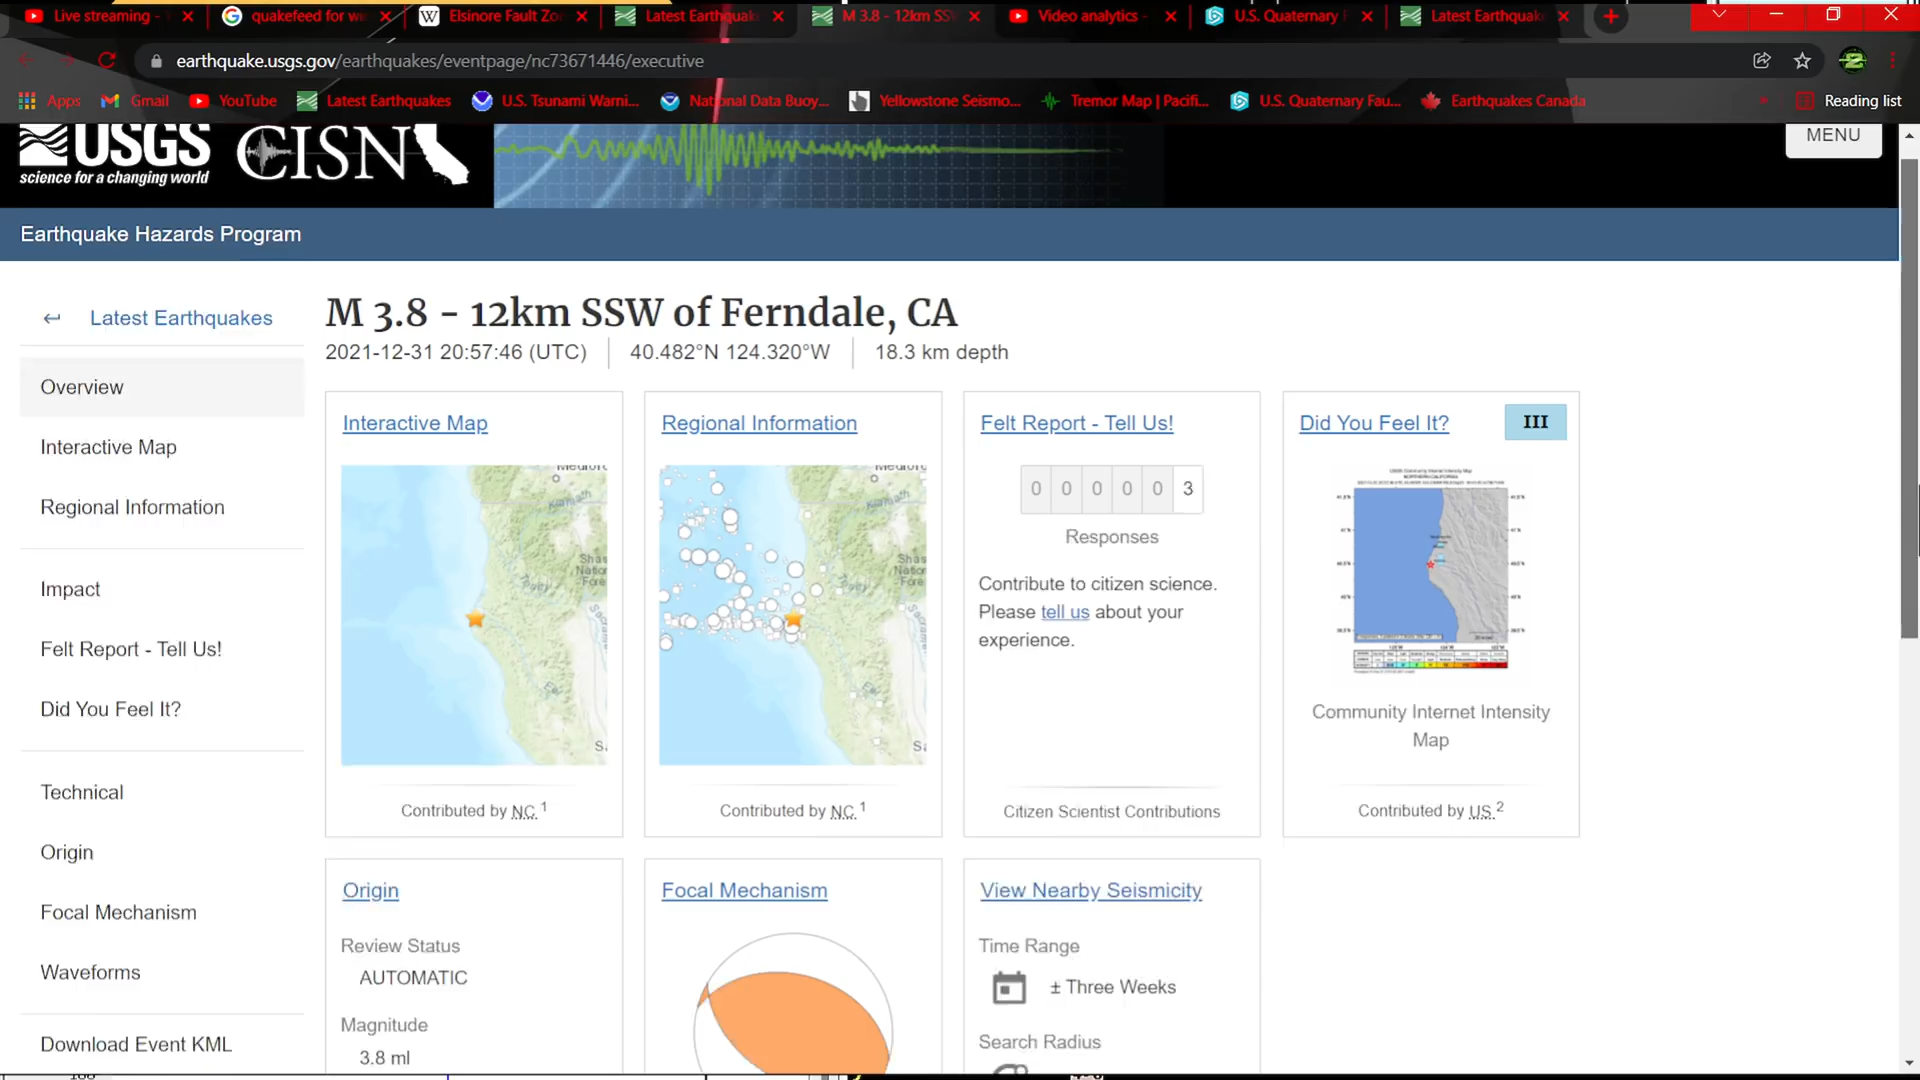 Live streaming -
quakefeed for w
Elsinore Fault Zo
Latest Earthquak
M 3.8 - 12km SS
Video analytics -
U.S. Quaternary F
Latest Earthquak
earthquake.usgs.gov/earthquakes/eventpage/nc73671446/executive
Apps
Gmail
YouTube
Latest Earthquakes
U.S. Tsunami Warni...
National Data Buoy...
Yellowstone Seismo...
Tremor Map | Pacifi...
U.S. Quaternary Fau...
Earthquakes Canada
Reading list
USGS
science for a changing world
CISN
MENU
Earthquake Hazards Program
Latest Earthquakes
Overview
Interactive Map
Regional Information
Impact
Felt Report - Tell Us!
Did You Feel It?
Technical
Origin
Focal Mechanism
Waveforms
Download Event KML
M 3.8 - 12km SSW of Ferndale, CA
2021-12-31 20:57:46 (UTC)
40.482°N 124.320°W
18.3 km depth
Interactive Map
Contributed by NC 1
Regional Information
Contributed by NC 1
Felt Report - Tell Us!
0 0 0 0 0 3
Responses
Contribute to citizen science.
Please tell us about your
experience.
Citizen Scientist Contributions
Did You Feel It?
III
Community Internet Intensity
Map
Contributed by US 2
Origin
Review Status
AUTOMATIC
Magnitude
3.8 ml
Focal Mechanism
View Nearby Seismicity
Time Range
± Three Weeks
Search Radius